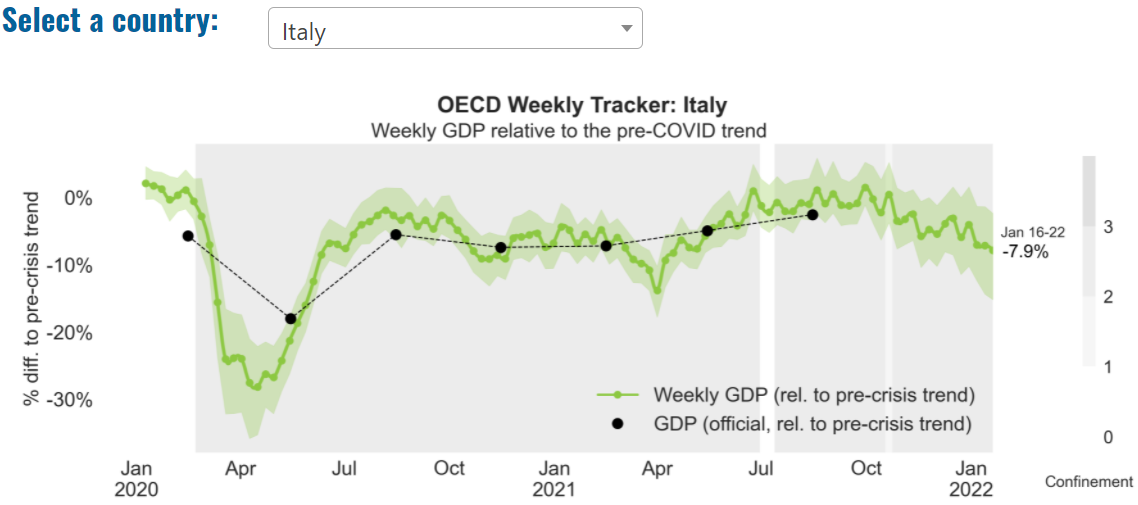 Select a country:
Italy
OECD Weekly Tracker: Italy
Weekly GDP relative to the pre-COVID trend
% diff. to pre-crisis trend
0%
-10%
-20%
-30%
Jan 16-22
-7.9%
Weekly GDP (rel. to pre-crisis trend)
GDP (official, rel. to pre-crisis trend)
Jan
2020
Apr
Jul
Oct
Jan
2021
Apr
Jul
Oct
Jan
2022
3
2
1
0
Confinement